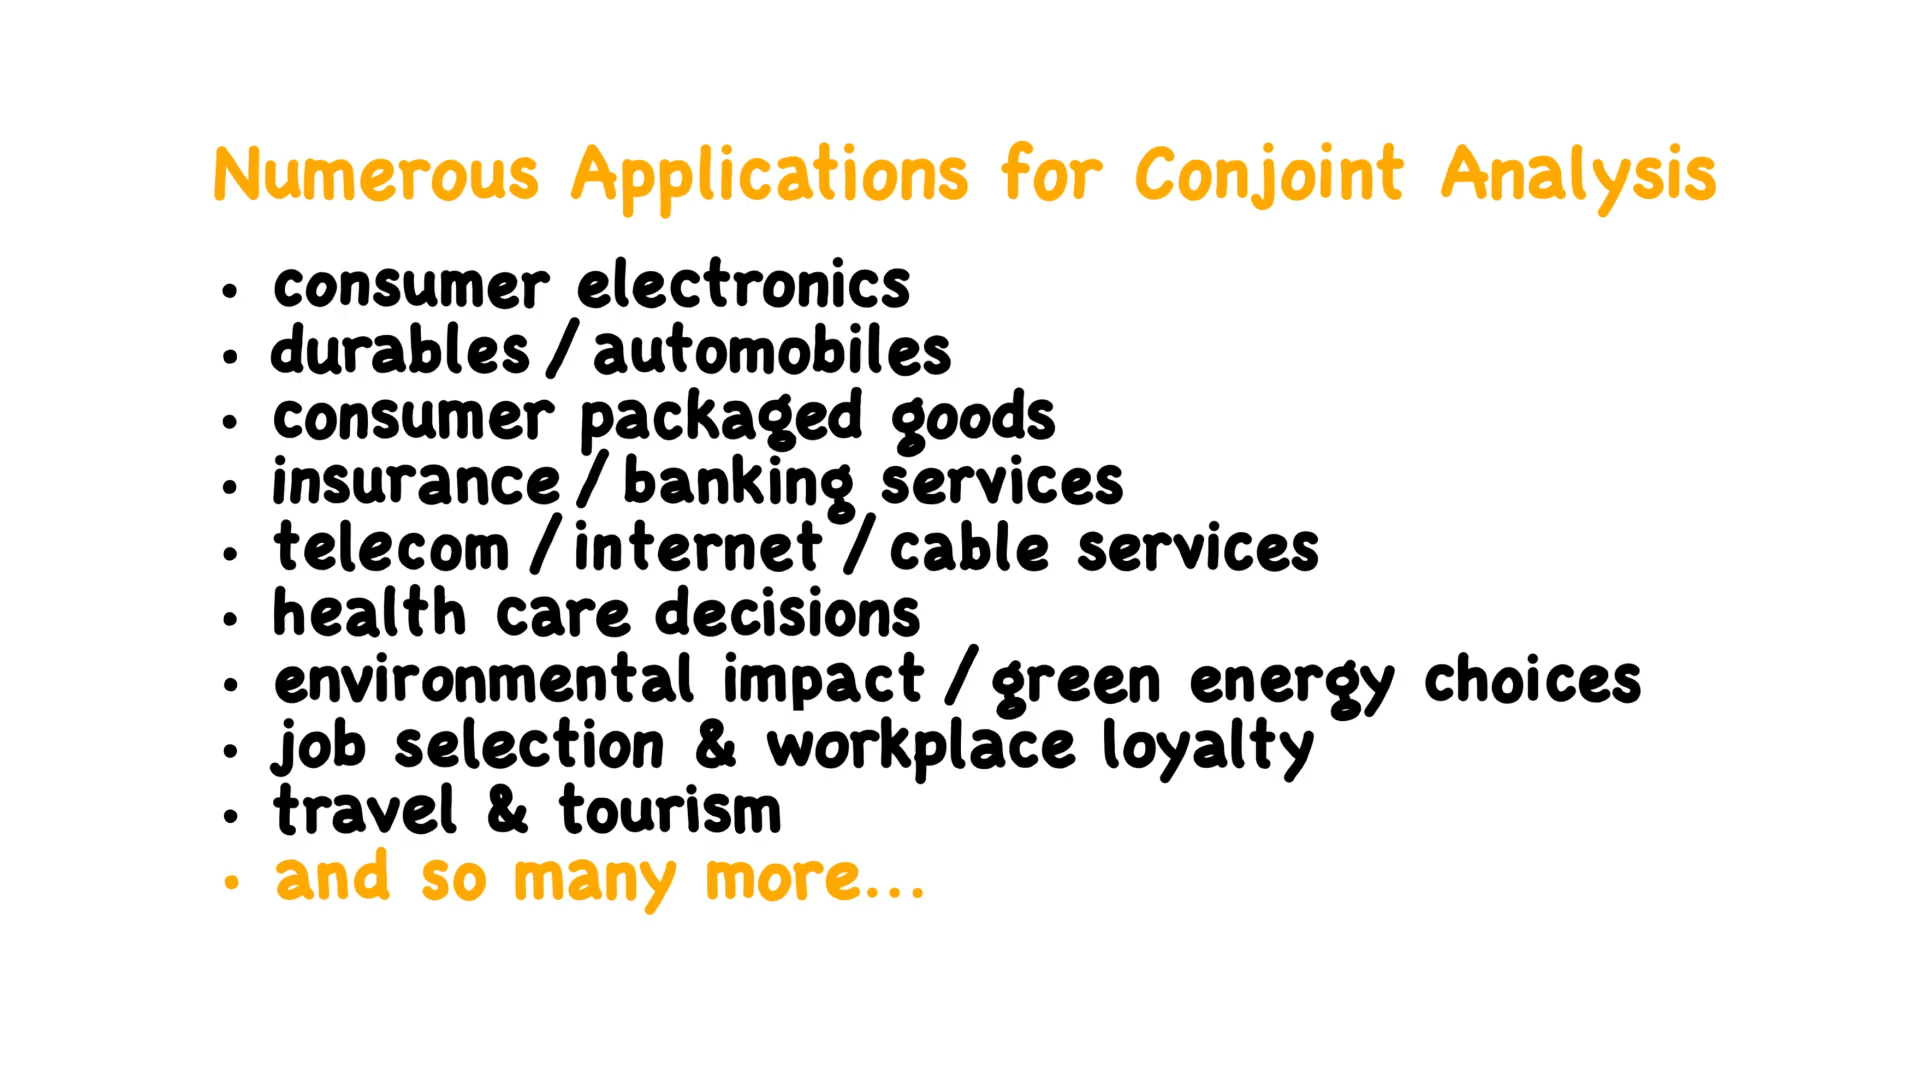 Numerous Applications for Conjoint Analysis
• consumer electronics
• durables / automobiles
• consumer packaged goods
• insurance / banking services
• telecom / internet / cable services
• health care decisions
• environmental impact / green energy choices
• job selection & workplace loyalty
• travel & tourism
• and so many more...